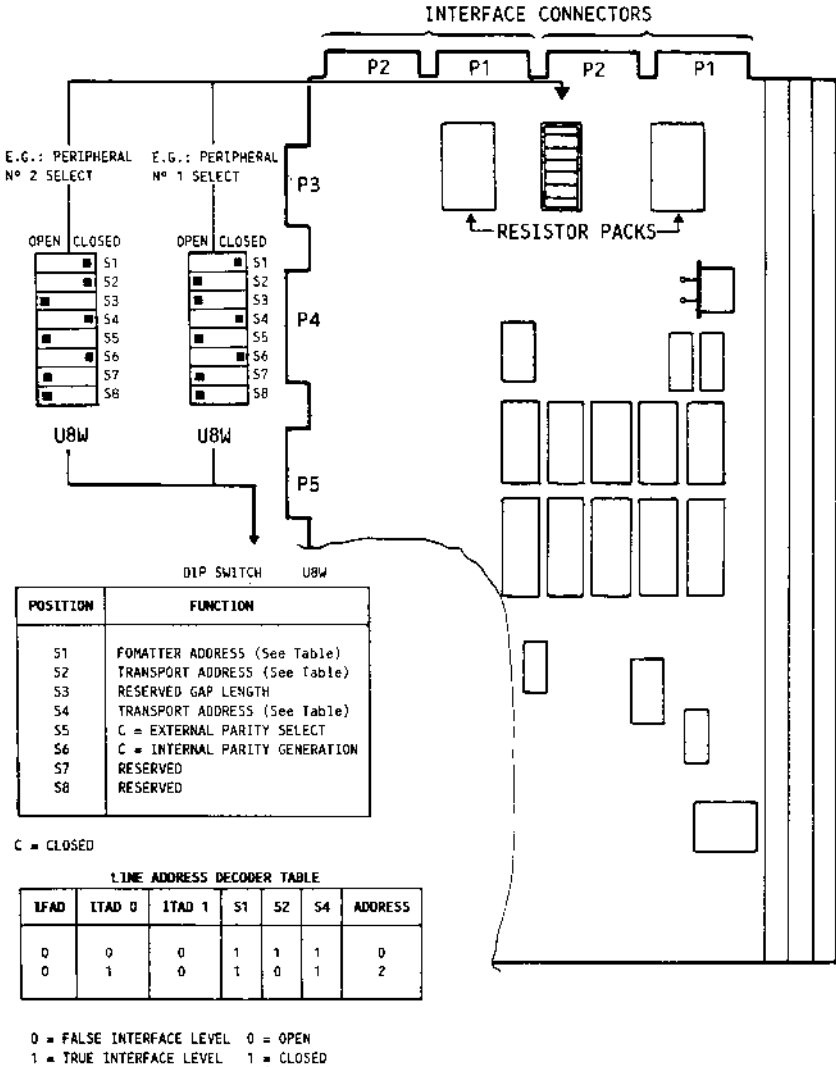 INTERFACE CONNECTORS
P2 P1 P2 P1
E.G.: PERIPHERAL
Nº 2 SELECT
E.G.: PERIPHERAL
Nº 1 SELECT
P3
RESISTOR PACKS
OPEN CLOSED
S1
S2
S3
S4
S5
S6
S7
S8
U8W
OPEN CLOSED
S1
S2
S3
S4
S5
S6
S7
S8
U8W
P4
P5
DIP SWITCH U8W
POSITION FUNCTION
S1 FOMATTER ADDRESS (See Table)
S2 TRANSPORT ADDRESS (See Table)
S3 RESERVED GAP LENGTH
S4 TRANSPORT ADDRESS (See Table)
S5 C = EXTERNAL PARITY SELECT
S6 C = INTERNAL PARITY GENERATION
S7 RESERVED
S8 RESERVED
C = CLOSED
LINE ADDRESS DECODER TABLE
IFAD ITAD 0 ITAD 1 S1 S2 S4 ADDRESS
0 0 0 1 1 1 0
0 1 0 1 0 1 2
0 = FALSE INTERFACE LEVEL 0 = OPEN
1 = TRUE INTERFACE LEVEL 1 = CLOSED